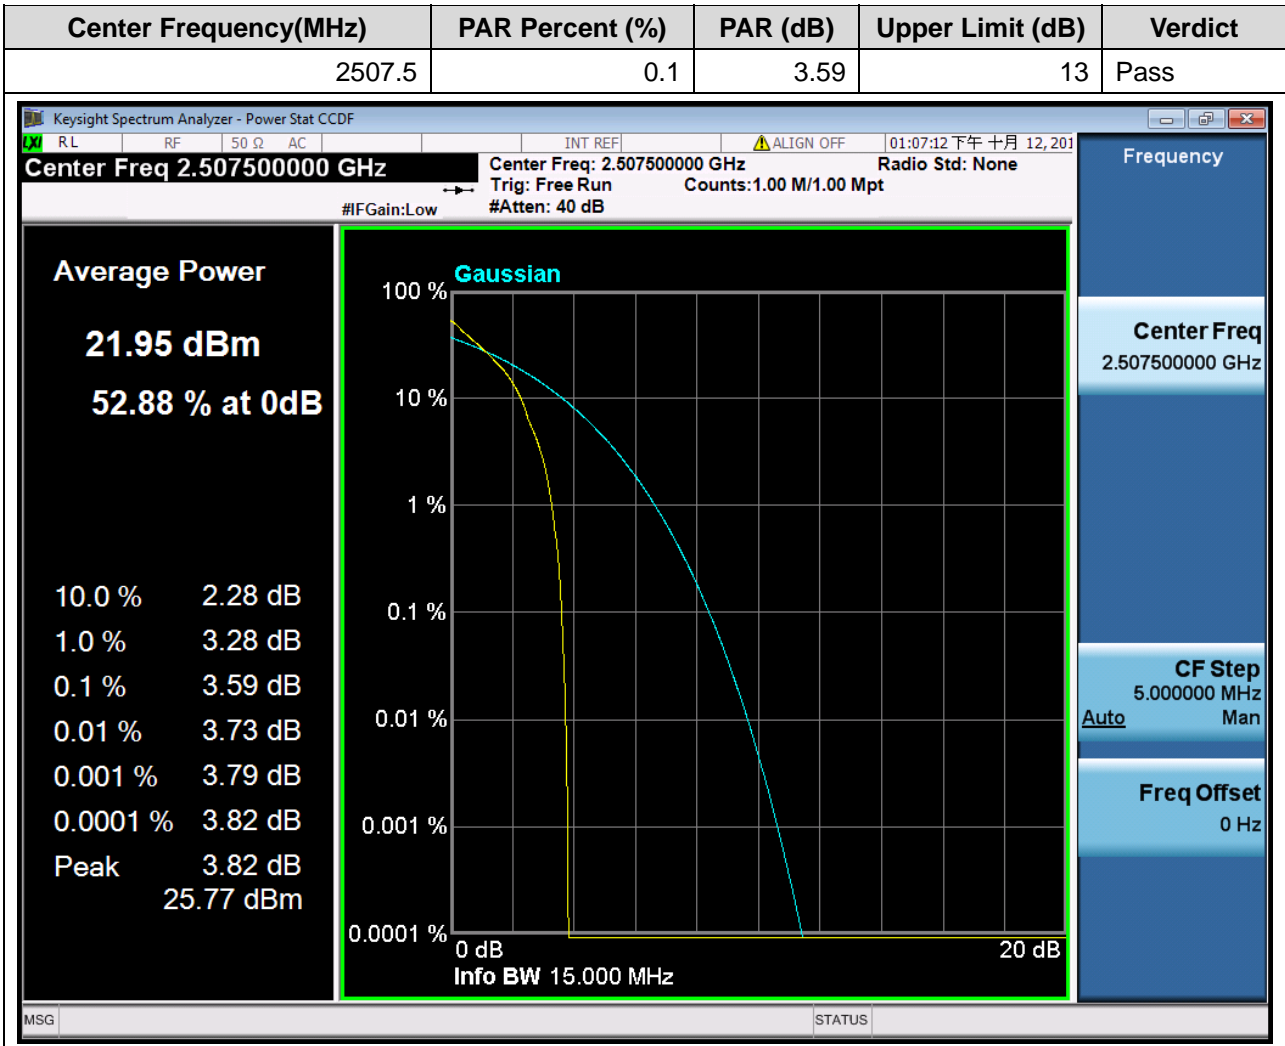 Center Frequency(MHz) PAR Percent (%) PAR (dB) Upper Limit (dB) Verdict
2507.5 0.1 3.59 13 Pass
Keysight Spectrum Analyzer - Power Stat CCDF
LXI RL RF 50 Ω AC INT REF ALIGN OFF 01:07:12 下午 十月 12, 201
Center Freq 2.507500000 GHz
Center Freq: 2.507500000 GHz Radio Std: None
Trig: Free Run Counts:1.00 M/1.00 Mpt
#IFGain:Low #Atten: 40 dB
Frequency
Average Power
21.95 dBm
52.88 % at 0dB
10.0 % 2.28 dB
1.0 % 3.28 dB
0.1 % 3.59 dB
0.01 % 3.73 dB
0.001 % 3.79 dB
0.0001 % 3.82 dB
Peak 3.82 dB
25.77 dBm
Gaussian
100 %
10 %
1 %
0.1 %
0.01 %
0.001 %
0.0001 %
0 dB 20 dB
Info BW 15.000 MHz
Center Freq
2.507500000 GHz
CF Step
5.000000 MHz
Auto Man
Freq Offset
0 Hz
MSG STATUS